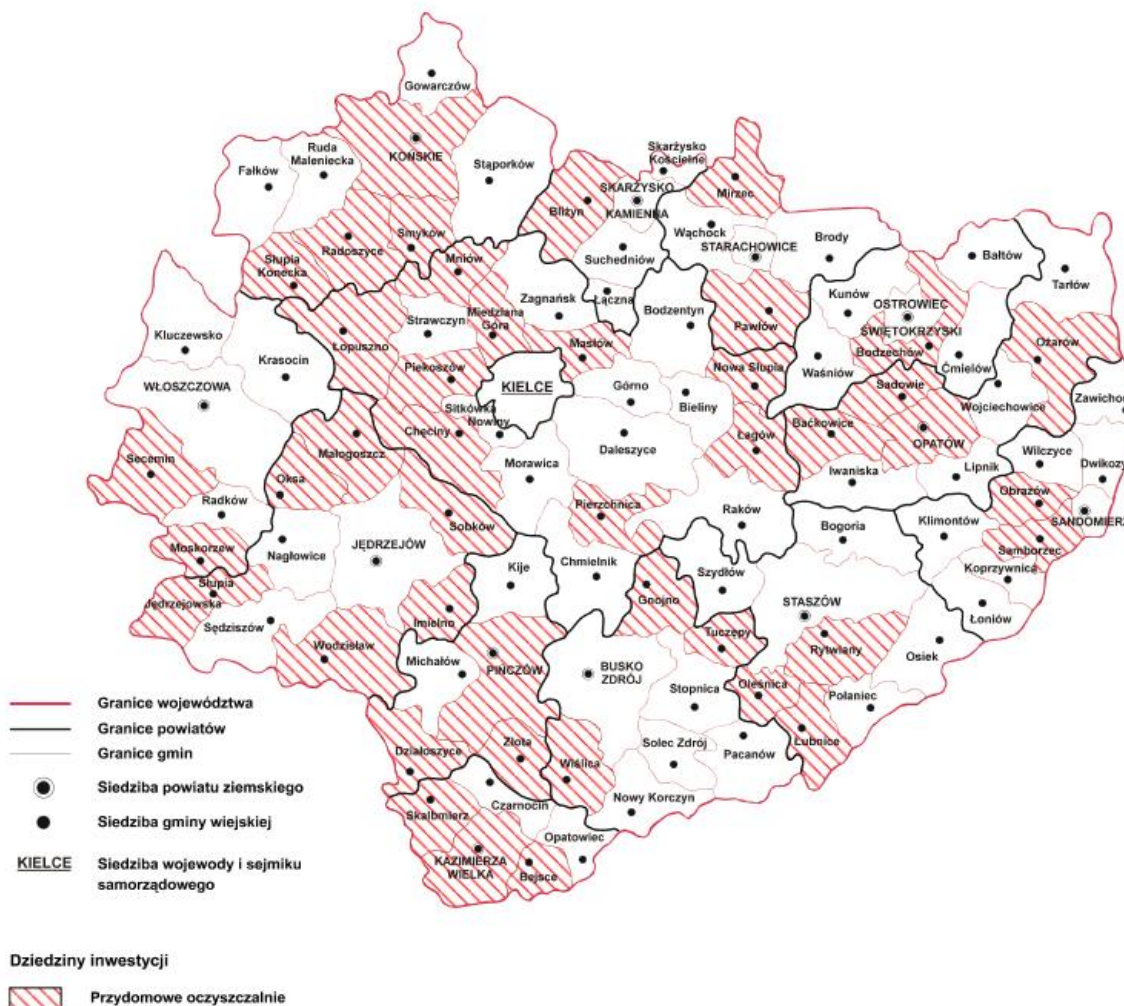 Gowarczów
KOŃSKIE
Ruda
Maleniecka
Fałków
Stąporków
Skarżysko
Kościelne
SKARŻYSKO
KAMIENNA
Bliżyn
Mirzec
Wąchock
STARACHOWICE
Brody
Radoszyce
Smyków
Słupia
Konecka
Mniów
Suchedniów
Bałtów
Tarłów
Zagnańsk
Łączna
Bodzentyn
Kunów
OSTROWIEC
ŚWIĘTOKRZYSKI
Kluczewsko
Krasocin
Łopuszno
Strawczyn
Miedziana
Góra
Masłów
Pawłów
Bodzechów
Ćmielów
Ożarów
Waśniów
WŁOSZCZOWA
Piekoszów
KIELCE
Górno
Bieliny
Nowa Słupia
Sadowie
Wojciechowice
Zawicho
Sitkówka
Nowiny
Chęciny
Małogoszcz
Morawica
Daleszyce
Łagów
Baćkowice
OPATÓW
Secemin
Oksa
Radków
Iwaniska
Lipnik
Wilczyce
Dwikozy
Obrazów
SANDOMIERZ
Sobków
Pierzchnica
Raków
Bogoria
Klimontów
Samborzec
Moskorzew
Nagłowice
JĘDRZEJÓW
Kije
Chmielnik
Szydłów
Koprzywnica
Słupia
Jędrzejowska
Sędziszów
Imielno
Gnojno
STASZÓW
Łoniów
Wodzisław
Michałów
PIŃCZÓW
Tuczępy
Rytwiany
Osiek
BUSKO
ZDRÓJ
Stopnica
Oleśnica
Połaniec
Działoszyce
Złota
Wiślica
Solec Zdrój
Pacanów
Łubnice
Skalbmierz
Czarnocin
Nowy Korczyn
Opatowiec
KAZIMIERZA
WIELKA
Bejsce
Granice województwa
Granice powiatów
Granice gmin
Siedziba powiatu ziemskiego
Siedziba gminy wiejskiej
KIELCE Siedziba wojewody i sejmiku
samorządowego
Dziedziny inwestycji
Przydomowe oczyszczalnie